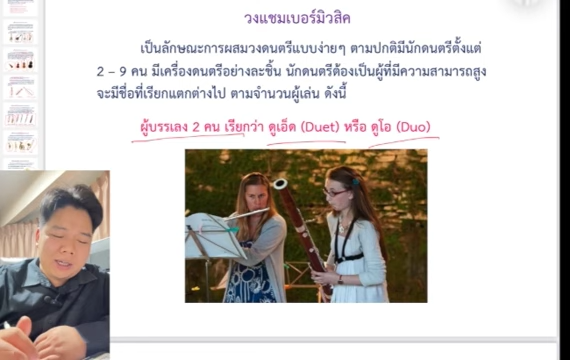 วงแชมเบอร์มิวสิค
เป็นลักษณะการผสมวงดนตรีแบบง่ายๆ ตามปกติมีนักดนตรีตั้งแต่
2 – 9 คน มีเครื่องดนตรีอย่างละชิ้น นักดนตรีต้องเป็นผู้ที่มีความสามารถสูง
จะมีชื่อที่เรียกแตกต่างไป ตามจำนวนผู้เล่น ดังนี้
ผู้บรรเลง 2 คน เรียกว่า ดูเอ็ด (Duet) หรือ ดูโอ (Duo)